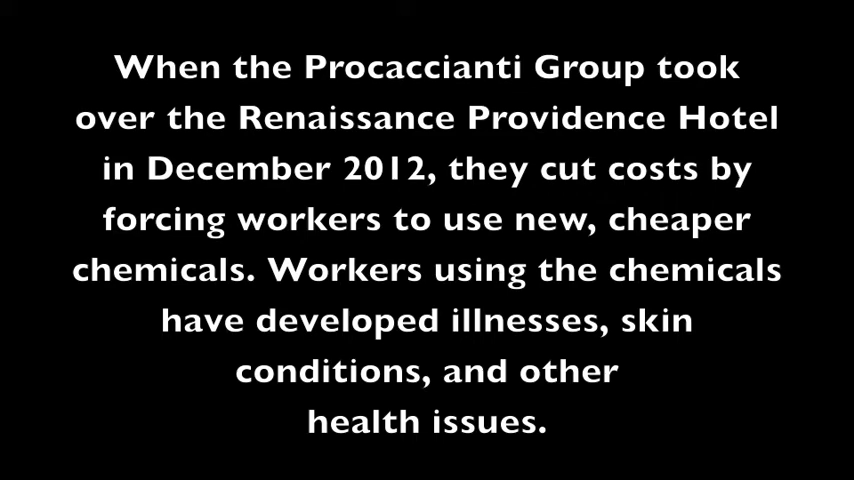 When the Procaccianti Group took
over the Renaissance Providence Hotel
in December 2012, they cut costs by
forcing workers to use new, cheaper
chemicals. Workers using the chemicals
have developed illnesses, skin
conditions, and other
health issues.